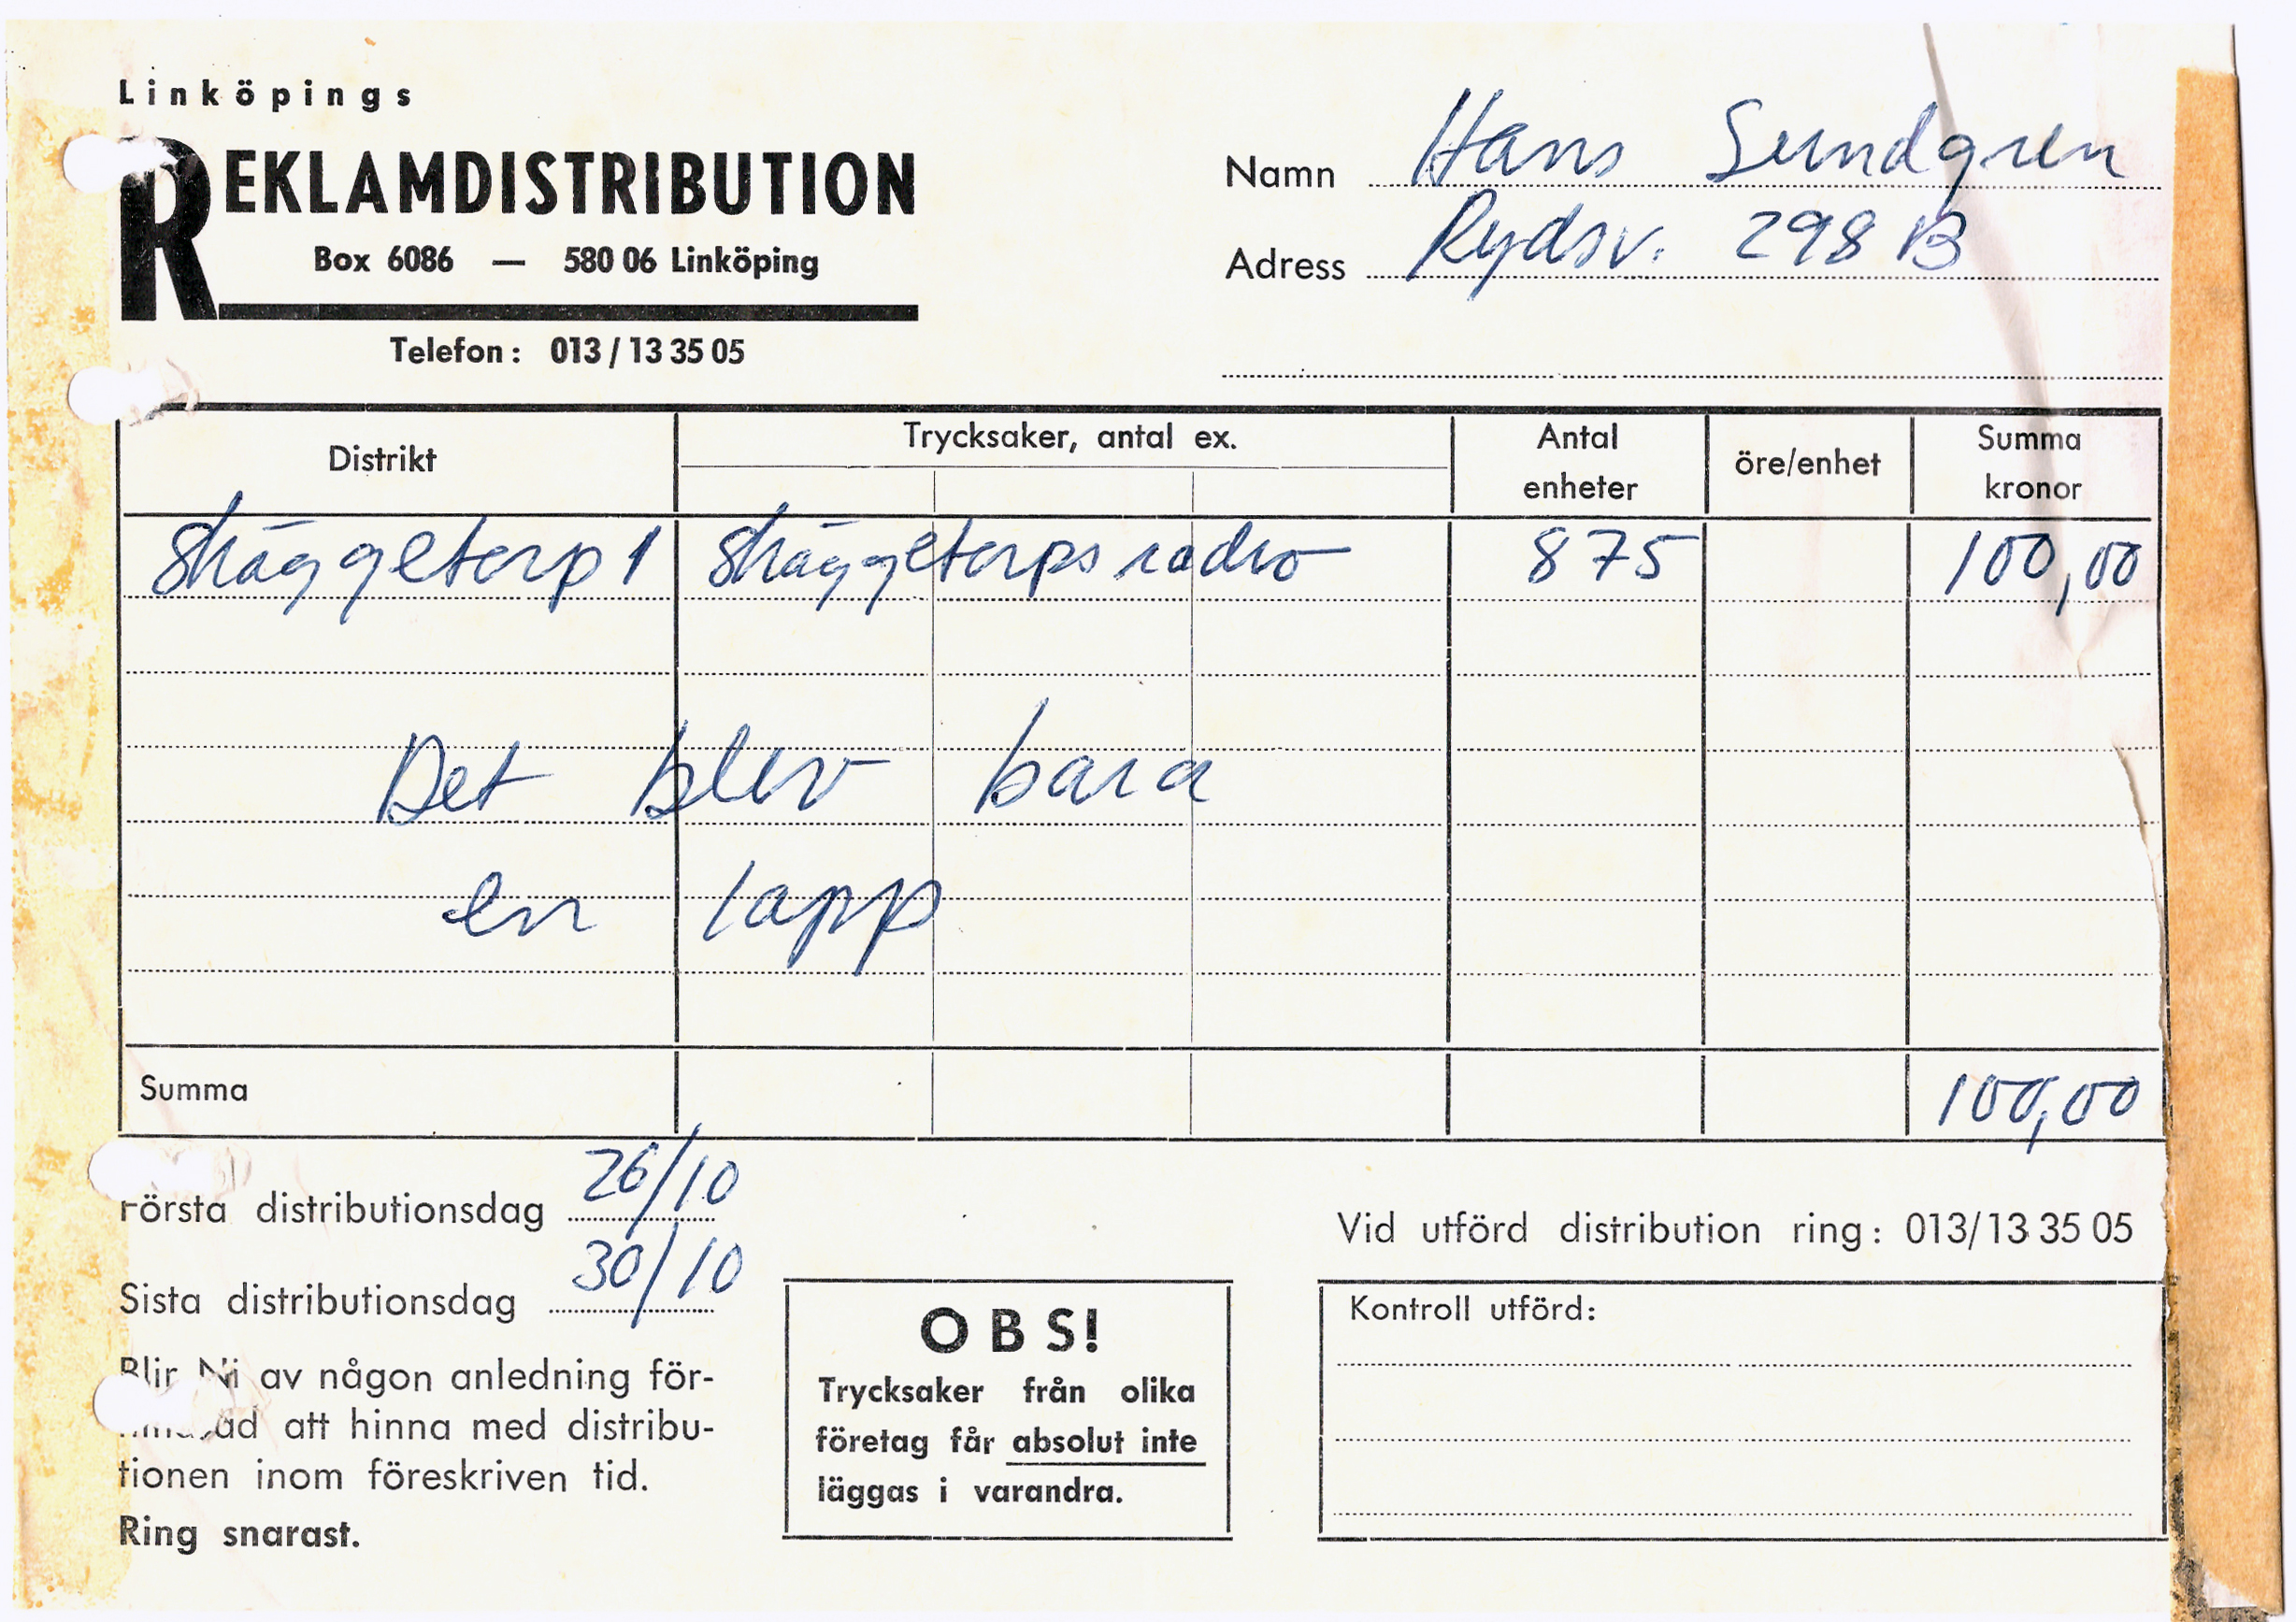 Linköpings
REKLAMDISTRIBUTION
Box 6086 — 580 06 Linköping
Telefon: 013/13 35 05
Namn Hans Sundgren
Adress Rydsv. 298 B
Distrikt
Trycksaker, antal ex.
Antal enheter
öre/enhet
Summa kronor
Skäggetorp 1 Skäggetorpsradio 875 100,00
Det blev bara
en lapp
Summa 100,00
Första distributionsdag 26/10
Sista distributionsdag 30/10
Blir Ni av någon anledning för-
att hinna med distribu-
tionen inom föreskriven tid.
Ring snarast.
OBS!
Trycksaker från olika
företag får absolut inte
läggas i varandra.
Vid utförd distribution ring: 013/13 35 05
Kontroll utförd: